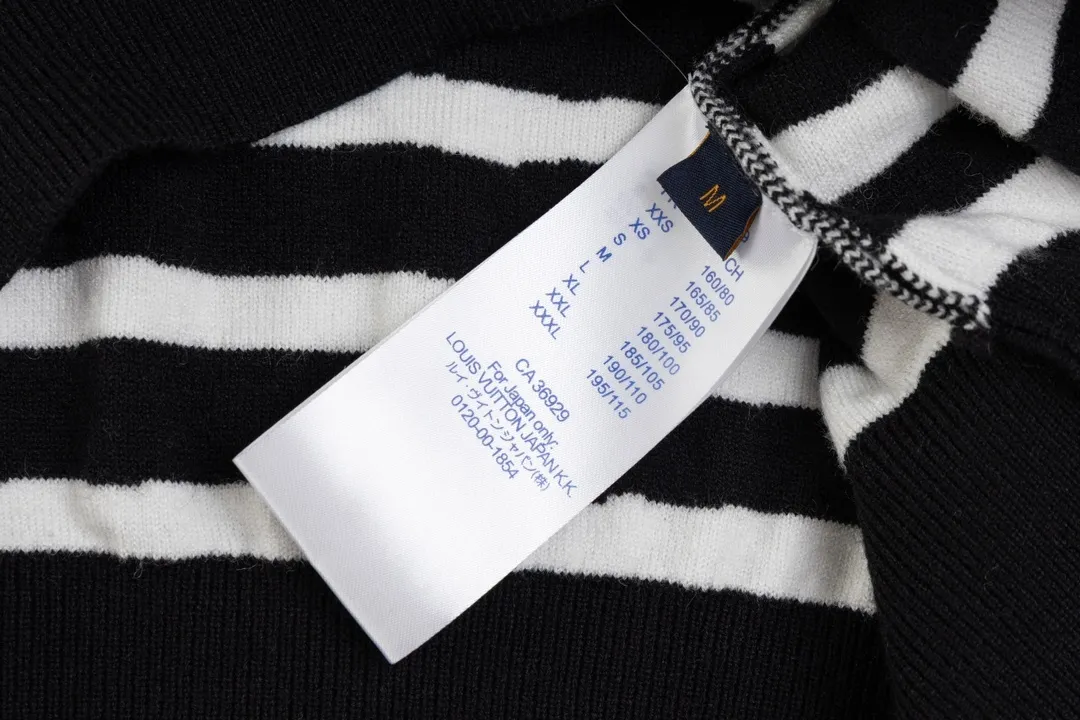 M
XXS
XS
S
M
L
XL
XXL
XXXL
CH
160/80
165/85
170/90
175/95
180/100
185/105
190/110
195/115
CA 36929
For Japan only:
LOUIS VUITTON JAPAN K.K.
ルイ・ヴィトンジャパン(株)
0120-00-1854